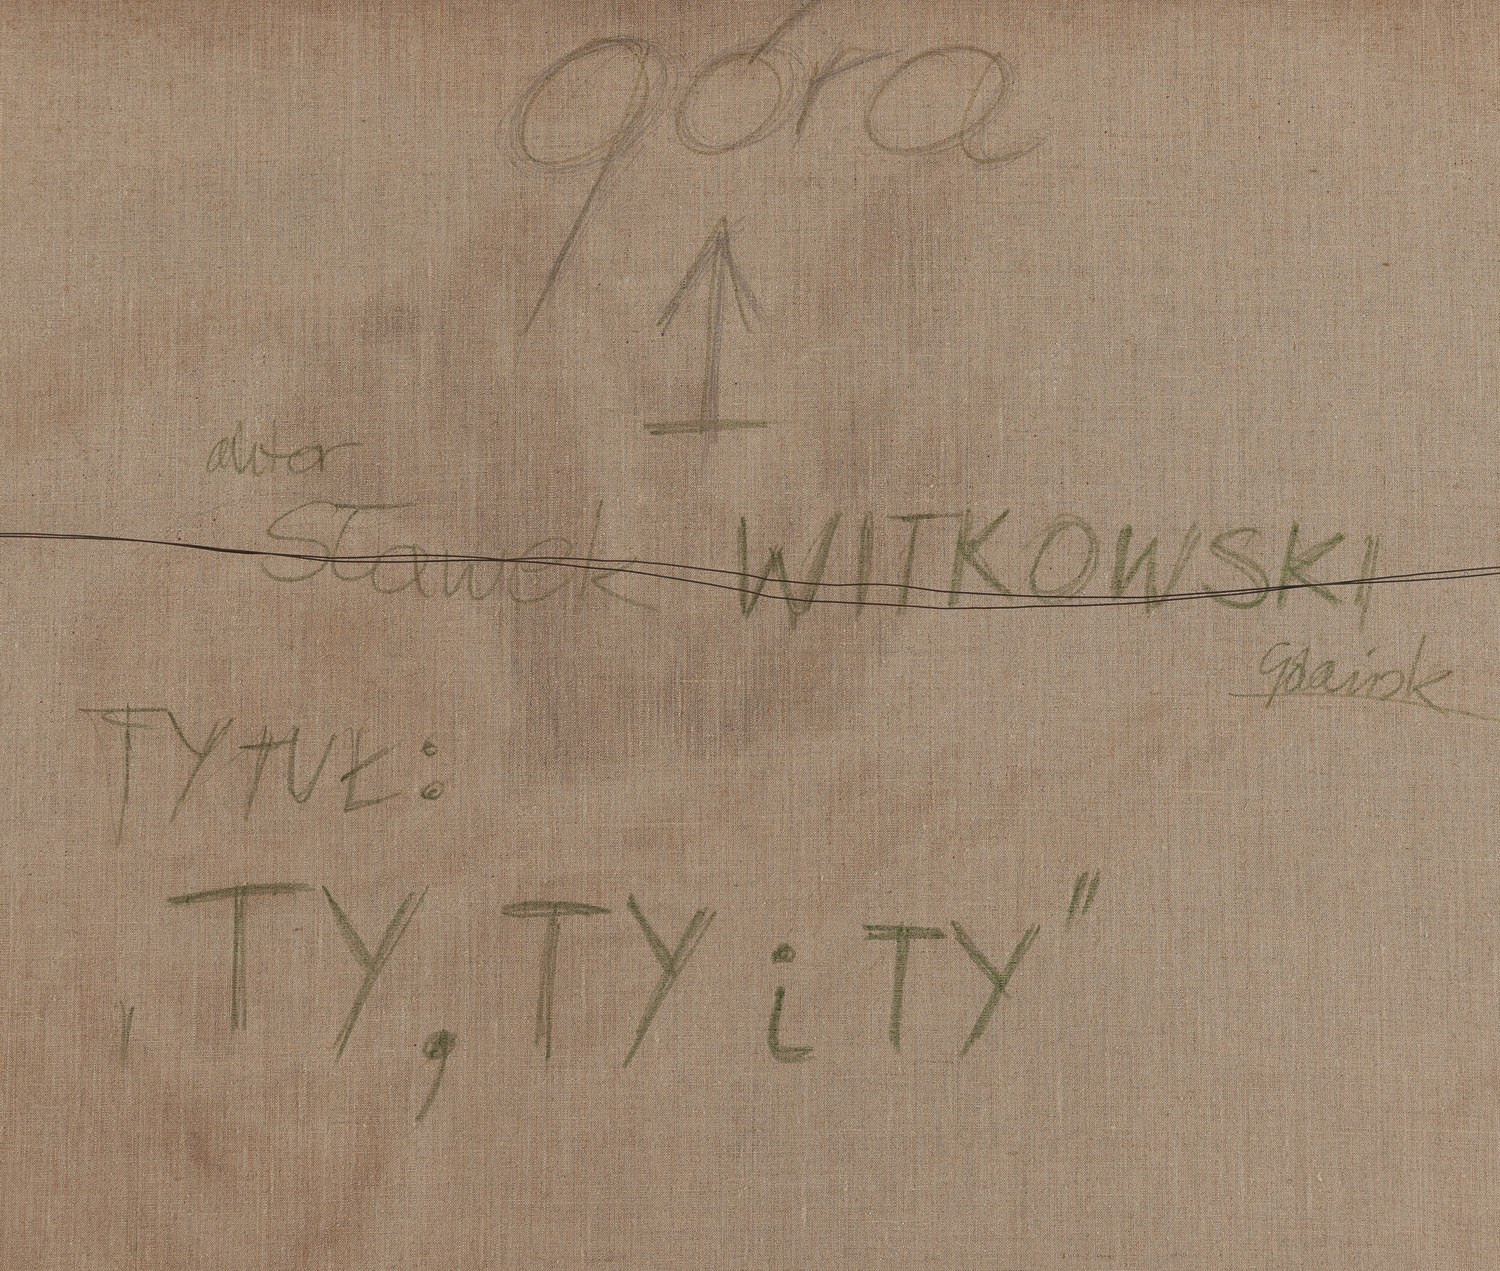 góra
autor
Sławek WITKOWSKI
Gdańsk
TYTUŁ:
„TY, TY i TY”